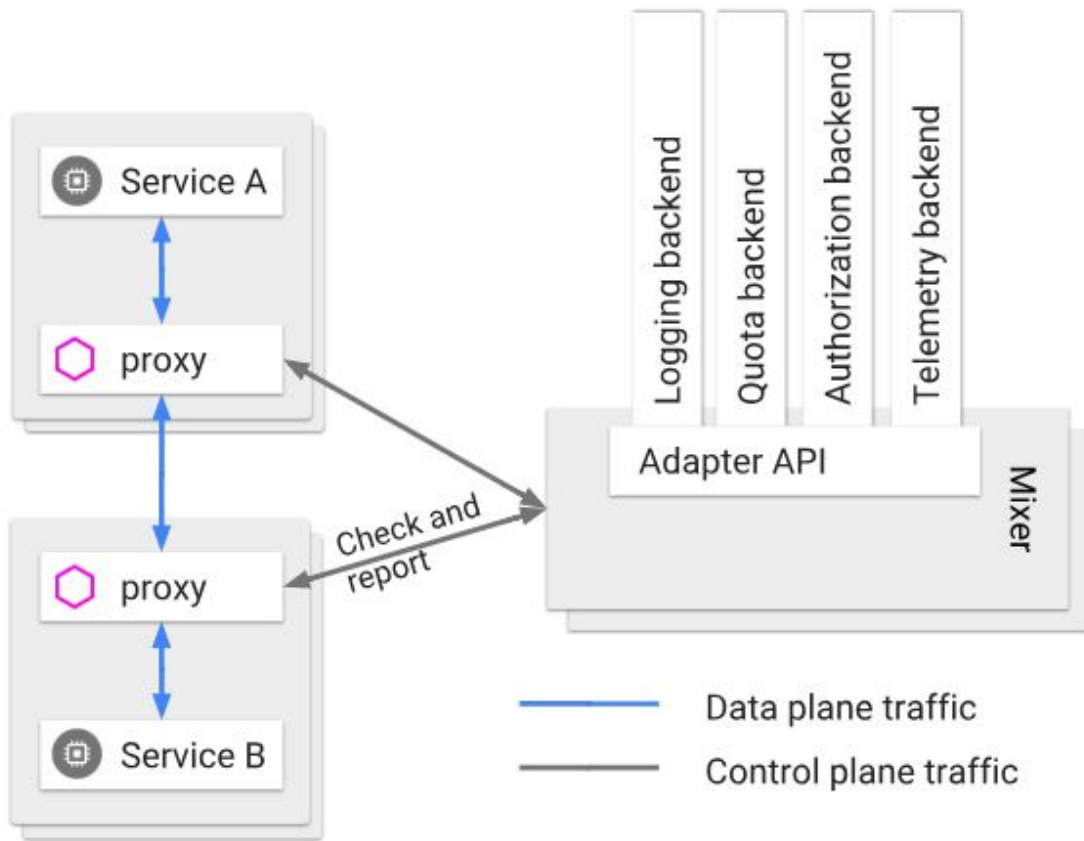 Service A
proxy
proxy
Service B
Check and
report
Logging backend
Quota backend
Authorization backend
Telemetry backend
Adapter API
Mixer
Data plane traffic
Control plane traffic